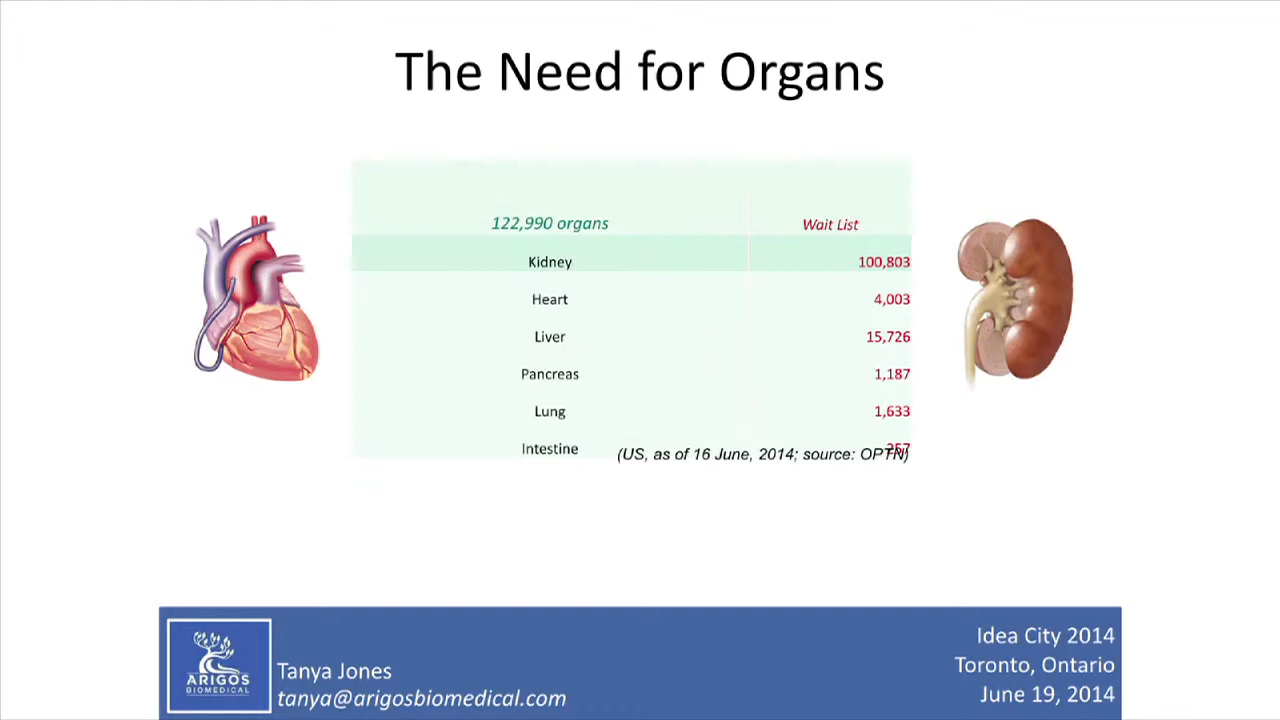 The Need for Organs
122,990 organs Wait List
Kidney 100,803
Heart 4,003
Liver 15,726
Pancreas 1,187
Lung 1,633
Intestine 257
(US, as of 16 June, 2014; source: OPTN)
ARIGOS
BIOMEDICAL
Tanya Jones
tanya@arigosbiomedical.com
Idea City 2014
Toronto, Ontario
June 19, 2014